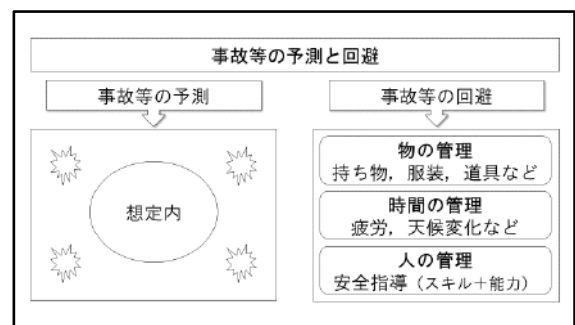 事故等の予測と回避
事故等の予測
事故等の回避
想定内
物の管理
持ち物，服装，道具など
時間の管理
疲労，天候変化など
人の管理
安全指導（スキル＋能力）